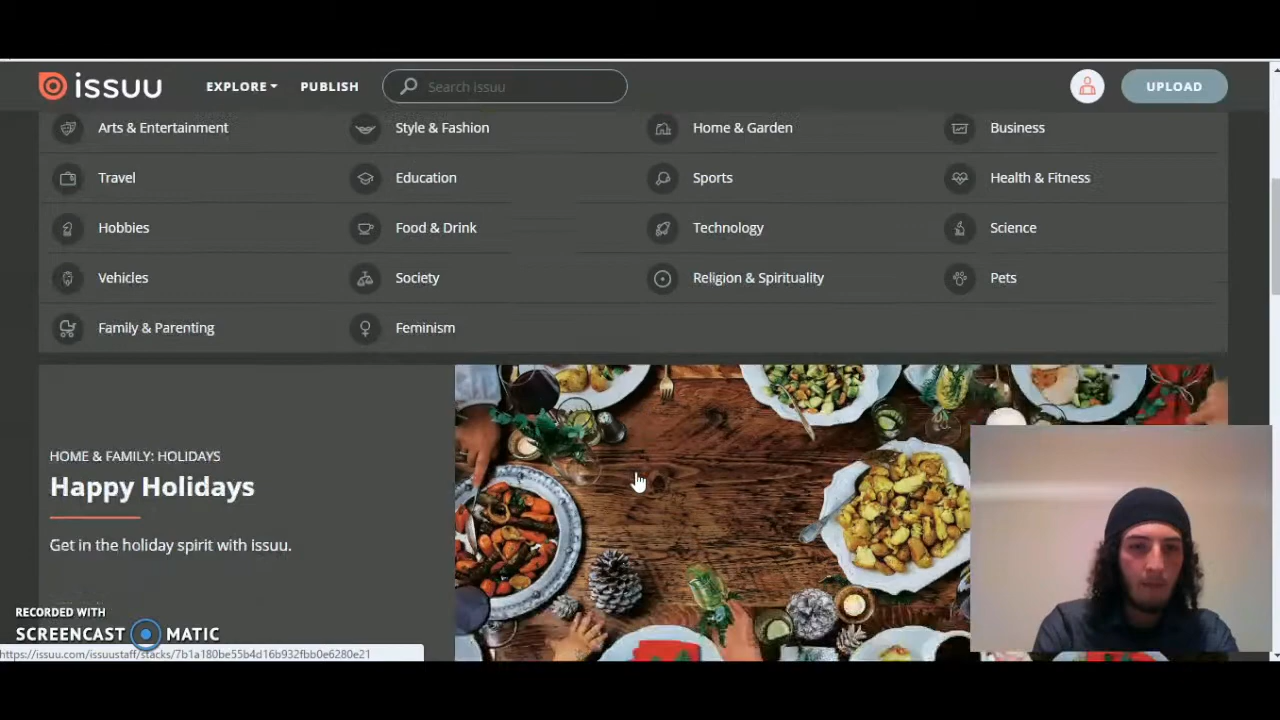 issuu EXPLORE PUBLISH Search issuu UPLOAD
Arts & Entertainment Style & Fashion Home & Garden Business
Travel Education Sports Health & Fitness
Hobbies Food & Drink Technology Science
Vehicles Society Religion & Spirituality Pets
Family & Parenting Feminism
HOME & FAMILY: HOLIDAYS
Happy Holidays
Get in the holiday spirit with issuu.
RECORDED WITH
SCREENCAST MATIC
https://issuu.com/issuustaff/stacks/7b1a180be55b4d16b932fbb0e6280e21